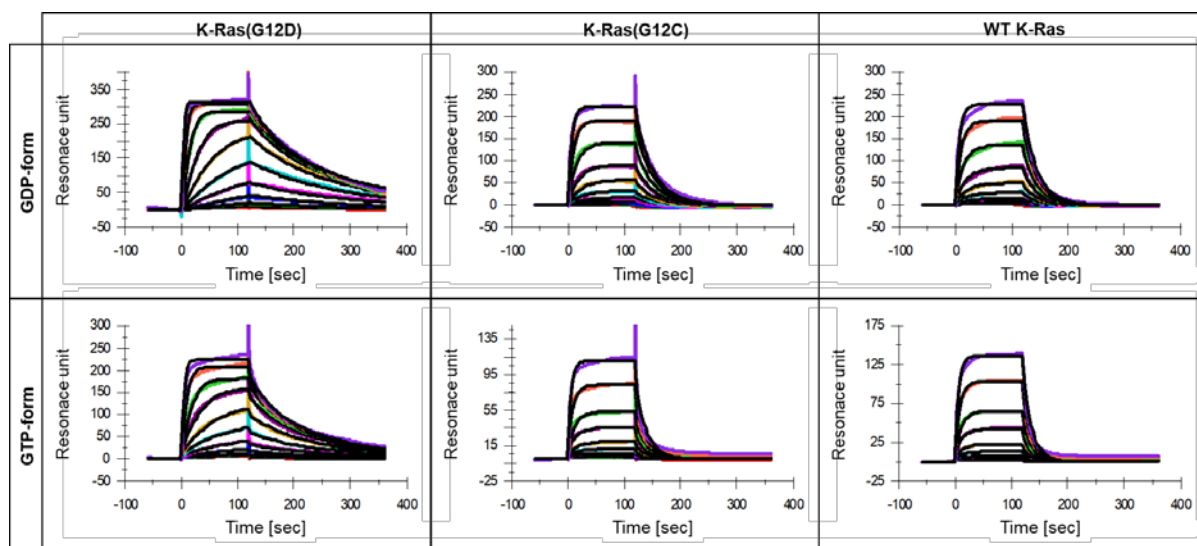 K-Ras(G12D) K-Ras(G12C) WT K-Ras
GDP-form
Resonace unit
350
250
150
50
-50
-100 0 100 200 300 400
Time [sec]
Resonace unit
300
250
200
150
100
50
0
-50
-100 0 100 200 300 400
Time [sec]
Resonace unit
300
250
200
150
100
50
0
-50
-100 0 100 200 300 400
Time [sec]
GTP-form
Resonace unit
300
250
200
150
100
50
0
-50
-100 0 100 200 300 400
Time [sec]
Resonace unit
135
95
55
15
-25
-100 0 100 200 300 400
Time [sec]
Resonace unit
175
125
75
25
-25
-100 0 100 200 300 400
Time [sec]